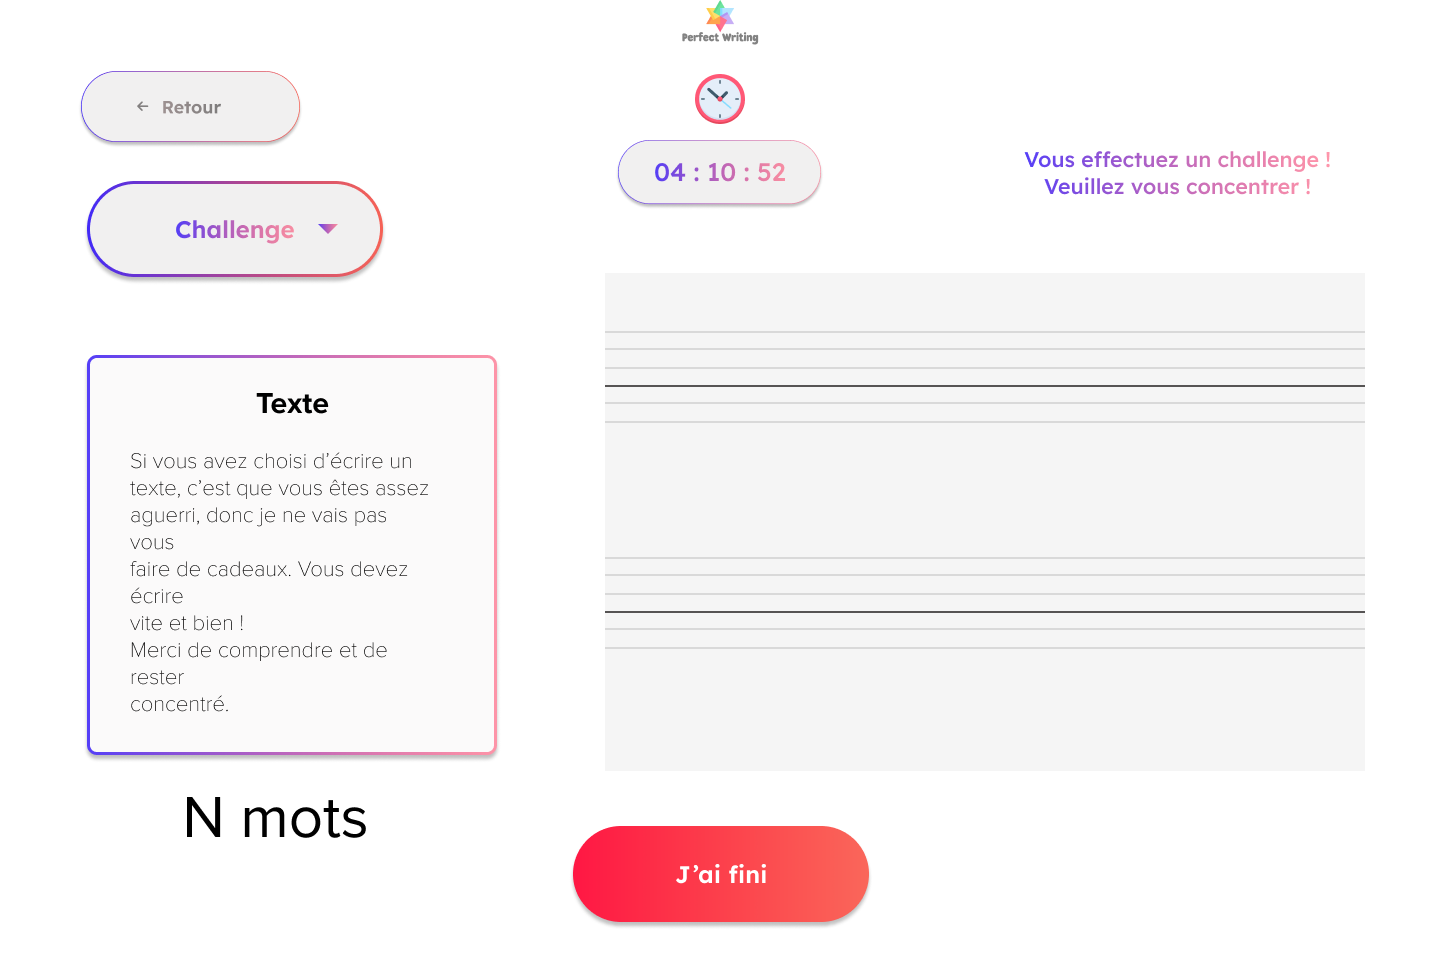 Perfect Writing
← Retour
04 : 10 : 52
Vous effectuez un challenge !
Veuillez vous concentrer !
Challenge
Texte
Si vous avez choisi d’écrire un
texte, c’est que vous êtes assez
aguerri, donc je ne vais pas
vous
faire de cadeaux. Vous devez
écrire
vite et bien !
Merci de comprendre et de
rester
concentré.
N mots
J’ai fini